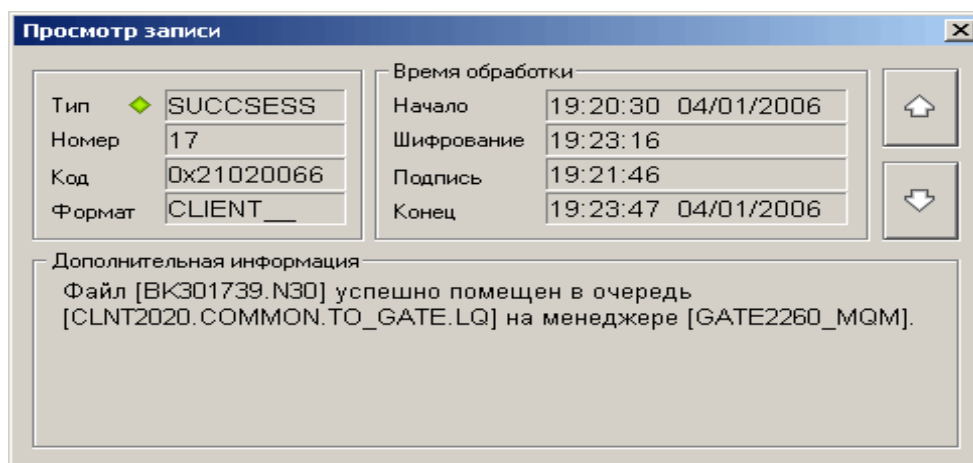 Просмотр записи
Тип SUCCSESS
Номер 17
Код 0x21020066
Формат CLIENT__
Время обработки
Начало 19:20:30 04/01/2006
Шифрование 19:23:16
Подпись 19:21:46
Конец 19:23:47 04/01/2006
Дополнительная информация
Файл [BK301739.N30] успешно помещен в очередь
[CLNT2020.COMMON.TO_GATE.LQ] на менеджере [GATE2260_MQM].